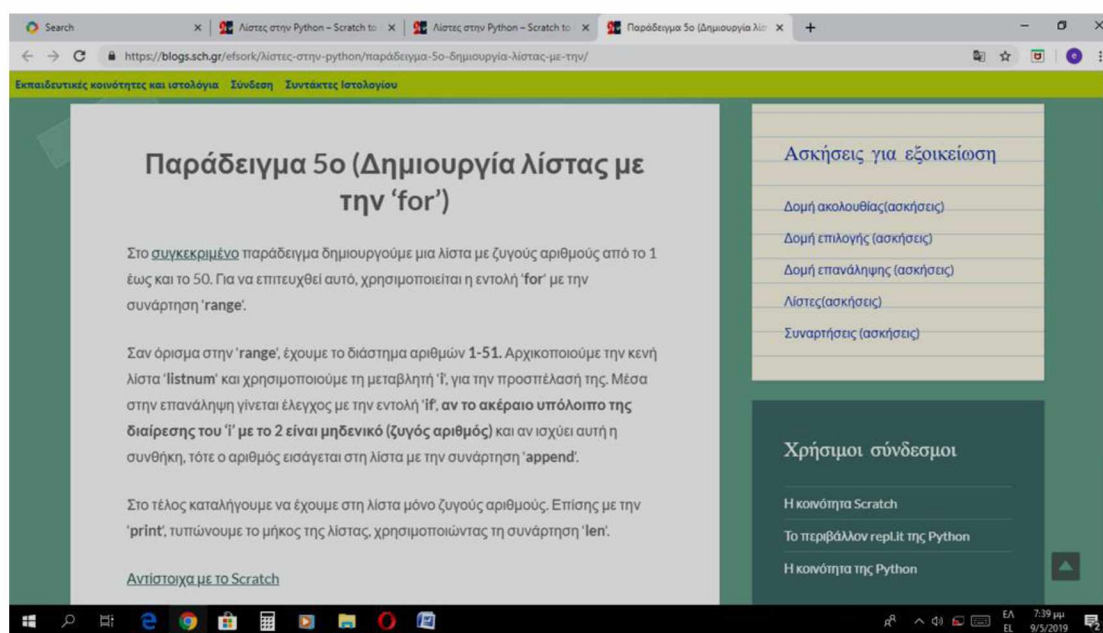 Search
Λίστες στην Python – Scratch to
Λίστες στην Python – Scratch to
Παράδειγμα 5ο (Δημιουργία λίστ
https://blogs.sch.gr/efsork/λίστες-στην-python/παράδειγμα-5ο-δημιουργία-λίστας-με-την/
Εκπαιδευτικές κοινότητες και ιστολόγια Σύνδεση Συντάκτες Ιστολογίου
Παράδειγμα 5ο (Δημιουργία λίστας με
την ‘for’)
Στο συγκεκριμένο παράδειγμα δημιουργούμε μια λίστα με ζυγούς αριθμούς από το 1
έως και το 50. Για να επιτευχθεί αυτό, χρησιμοποιείται η εντολή ‘for’ με την
συνάρτηση ‘range’.
Σαν όρισμα στην ‘range’, έχουμε το διάστημα αριθμών 1-51. Αρχικοποιούμε την κενή
λίστα ‘listnum’ και χρησιμοποιούμε τη μεταβλητή ‘i’, για την προσπέλασή της. Μέσα
στην επανάληψη γίνεται έλεγχος με την εντολή ‘if’, αν το ακέραιο υπόλοιπο της
διαίρεσης του ‘i’ με το 2 είναι μηδενικό (ζυγός αριθμός) και αν ισχύει αυτή η
συνθήκη, τότε ο αριθμός εισάγεται στη λίστα με την συνάρτηση ‘append’.
Στο τέλος καταλήγουμε να έχουμε στη λίστα μόνο ζυγούς αριθμούς. Επίσης με την
‘print’, τυπώνουμε το μήκος της λίστας, χρησιμοποιώντας τη συνάρτηση ‘len’.
Αντίστοιχα με το Scratch
Ασκήσεις για εξοικείωση
Δομή ακολουθίας(ασκήσεις)
Δομή επιλογής (ασκήσεις)
Δομή επανάληψης (ασκήσεις)
Λίστες(ασκήσεις)
Συναρτήσεις (ασκήσεις)
Χρήσιμοι σύνδεσμοι
Η κοινότητα Scratch
Το περιβάλλον repl.it της Python
Η κοινότητα της Python
ΕΛ
EL
7:39 μμ
9/5/2019